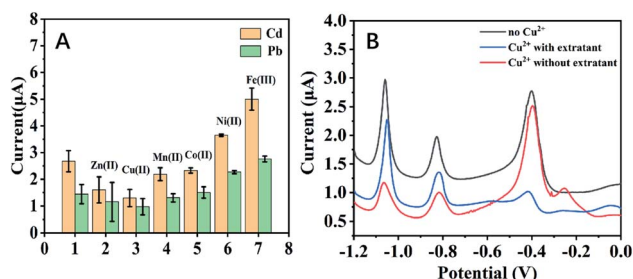 A
Cd
Pb
Fe(III)
Ni(II)
Zn(II)
Cu(II)
Mn(II)
Co(II)
Current(μA)
8
7
6
5
4
3
2
1
0
0 1 2 3 4 5 6 7 8
B
no Cu²⁺
Cu²⁺ with extratant
Cu²⁺ without extratant
Current(μA)
4.0
3.5
3.0
2.5
2.0
1.5
1.0
0.5
-1.2 -1.0 -0.8 -0.6 -0.4 -0.2 0.0
Potential (V)